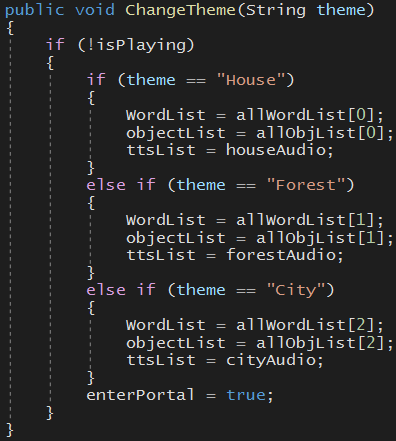 public void ChangeTheme(String theme)
{
    if (!isPlaying)
    {
        if (theme == "House")
        {
            WordList = allWordList[0];
            objectList = allObjList[0];
            ttsList = houseAudio;
        }
        else if (theme == "Forest")
        {
            WordList = allWordList[1];
            objectList = allObjList[1];
            ttsList = forestAudio;
        }
        else if (theme == "City")
        {
            WordList = allWordList[2];
            objectList = allObjList[2];
            ttsList = cityAudio;
        }
        enterPortal = true;
    }
}